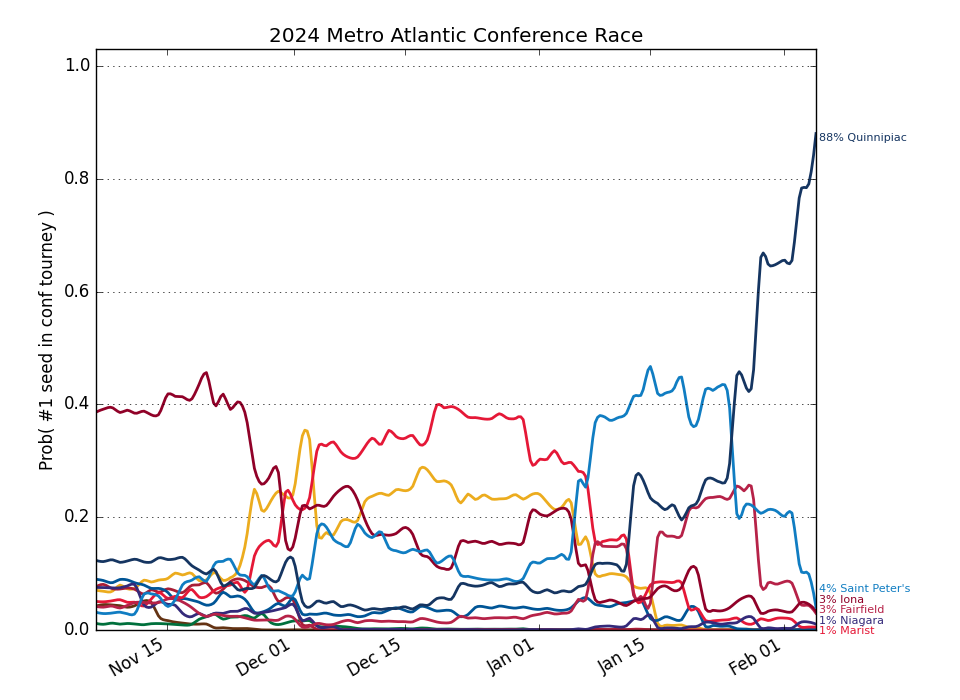 2024 Metro Atlantic Conference Race
Prob( #1 seed in conf tourney )
1.0
0.8
0.6
0.4
0.2
0.0
Nov 15
Dec 01
Dec 15
Jan 01
Jan 15
Feb 01
88% Quinnipiac
4% Saint Peter's
3% Iona
3% Fairfield
1% Niagara
1% Marist